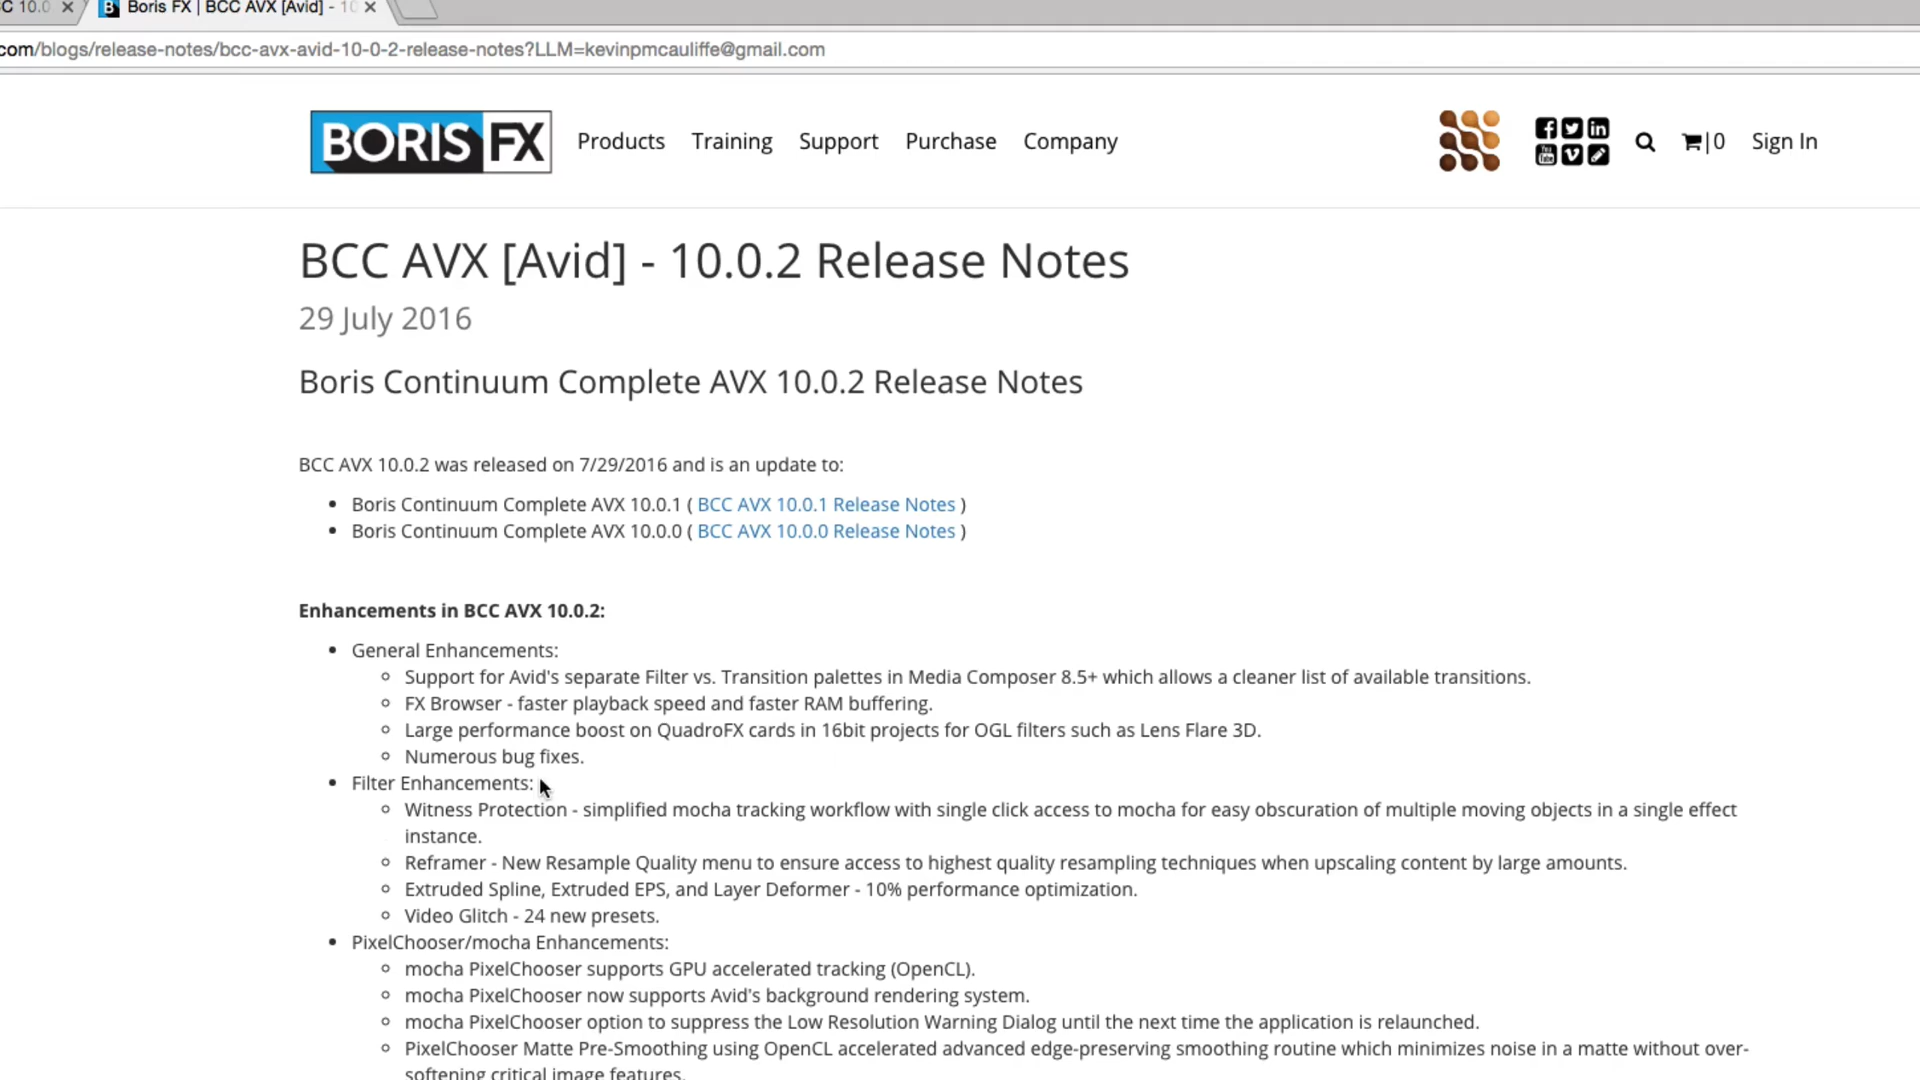 C 10.0
Boris FX | BCC AVX [Avid] - 10
com/blogs/release-notes/bcc-avx-avid-10-0-2-release-notes?LLM=kevinpmcauliffe@gmail.com
BORIS FX Products Training Support Purchase Company |0 Sign In
BCC AVX [Avid] - 10.0.2 Release Notes
29 July 2016
Boris Continuum Complete AVX 10.0.2 Release Notes
BCC AVX 10.0.2 was released on 7/29/2016 and is an update to:
• Boris Continuum Complete AVX 10.0.1 ( BCC AVX 10.0.1 Release Notes )
• Boris Continuum Complete AVX 10.0.0 ( BCC AVX 10.0.0 Release Notes )
Enhancements in BCC AVX 10.0.2:
• General Enhancements:
◦ Support for Avid's separate Filter vs. Transition palettes in Media Composer 8.5+ which allows a cleaner list of available transitions.
◦ FX Browser - faster playback speed and faster RAM buffering.
◦ Large performance boost on QuadroFX cards in 16bit projects for OGL filters such as Lens Flare 3D.
◦ Numerous bug fixes.
• Filter Enhancements:
◦ Witness Protection - simplified mocha tracking workflow with single click access to mocha for easy obscuration of multiple moving objects in a single effect
instance.
◦ Reframer - New Resample Quality menu to ensure access to highest quality resampling techniques when upscaling content by large amounts.
◦ Extruded Spline, Extruded EPS, and Layer Deformer - 10% performance optimization.
◦ Video Glitch - 24 new presets.
• PixelChooser/mocha Enhancements:
◦ mocha PixelChooser supports GPU accelerated tracking (OpenCL).
◦ mocha PixelChooser now supports Avid's background rendering system.
◦ mocha PixelChooser option to suppress the Low Resolution Warning Dialog until the next time the application is relaunched.
◦ PixelChooser Matte Pre-Smoothing using OpenCL accelerated advanced edge-preserving smoothing routine which minimizes noise in a matte without over-
softening critical image features.